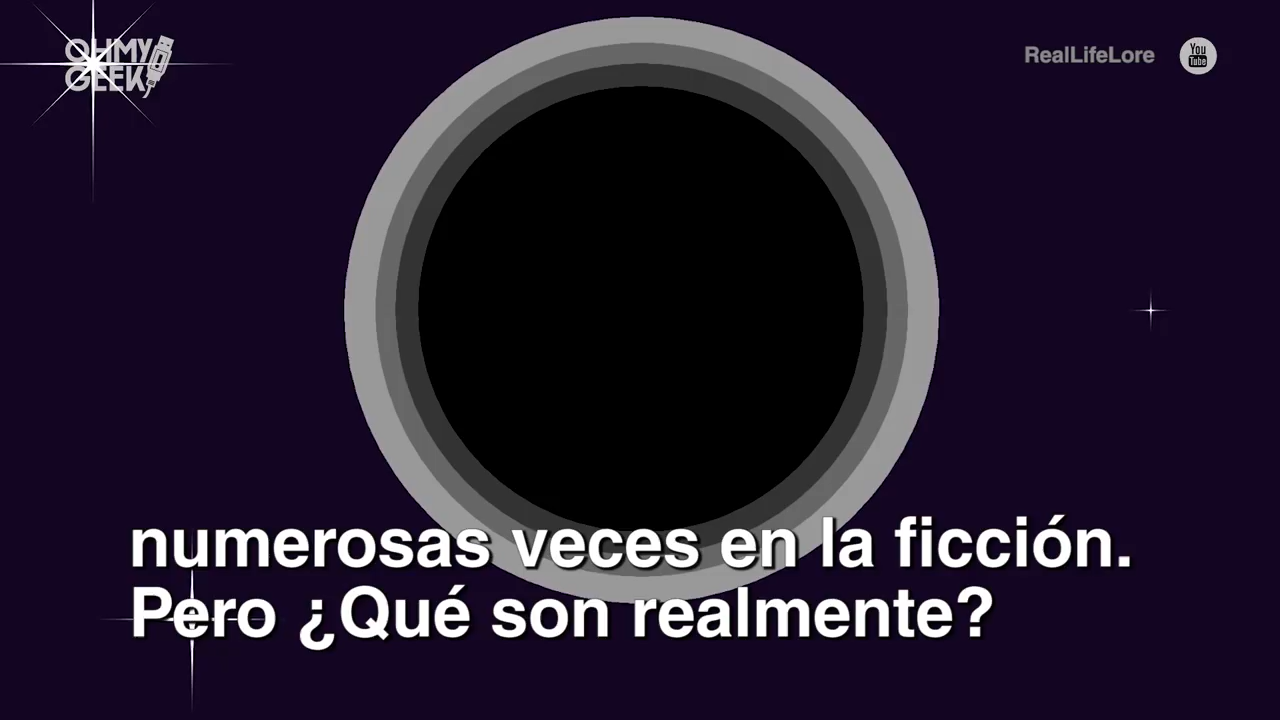 OHMY
GEEK
RealLifeLore
You
Tube
numerosas veces en la ficción.
Pero ¿Qué son realmente?